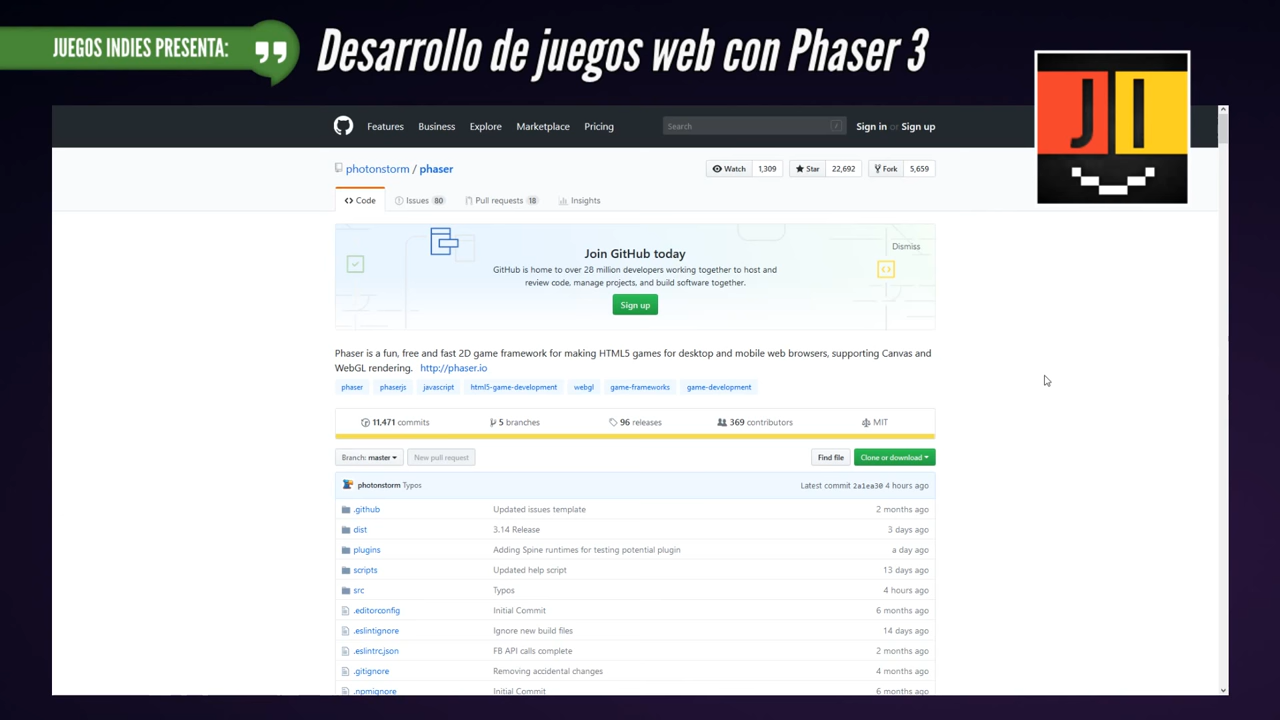 JUEGOS INDIES PRESENTA:
Desarrollo de juegos web con Phaser 3
JI
Features Business Explore Marketplace Pricing Search / Sign in or Sign up
photonstorm / phaser Watch 1,309 Star 22,692 Fork 5,659
Code Issues 80 Pull requests 18 Insights
Join GitHub today
Dismiss
GitHub is home to over 28 million developers working together to host and
review code, manage projects, and build software together.
Sign up
Phaser is a fun, free and fast 2D game framework for making HTML5 games for desktop and mobile web browsers, supporting Canvas and
WebGL rendering. http://phaser.io
phaser phaserjs javascript html5-game-development webgl game-frameworks game-development
11,471 commits 5 branches 96 releases 369 contributors MIT
Branch: master New pull request Find file Clone or download
photonstorm Typos Latest commit 2a1ea30 4 hours ago
.github Updated issues template 2 months ago
dist 3.14 Release 3 days ago
plugins Adding Spine runtimes for testing potential plugin a day ago
scripts Updated help script 13 days ago
src Typos 4 hours ago
.editorconfig Initial Commit 6 months ago
.eslintignore Ignore new build files 14 days ago
.eslintrc.json FB API calls complete 2 months ago
.gitignore Removing accidental changes 4 months ago
.npmignore Initial Commit 6 months ago